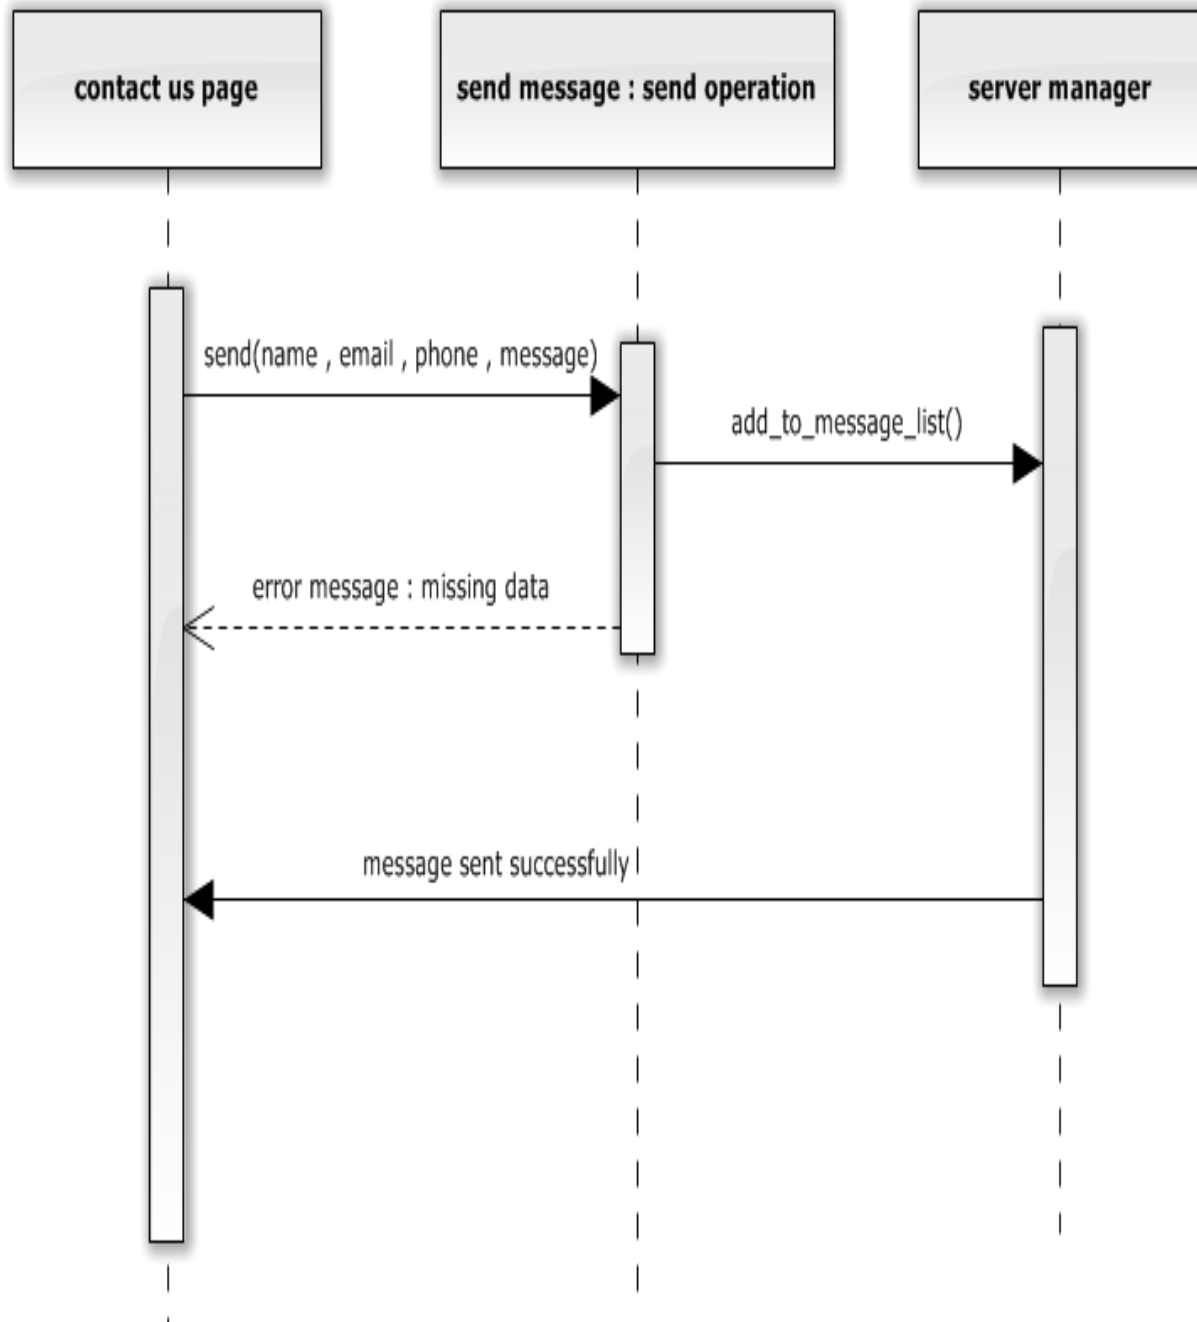 contact us page
send message : send operation
server manager
send(name , email , phone , message)
add_to_message_list()
error message : missing data
message sent successfully